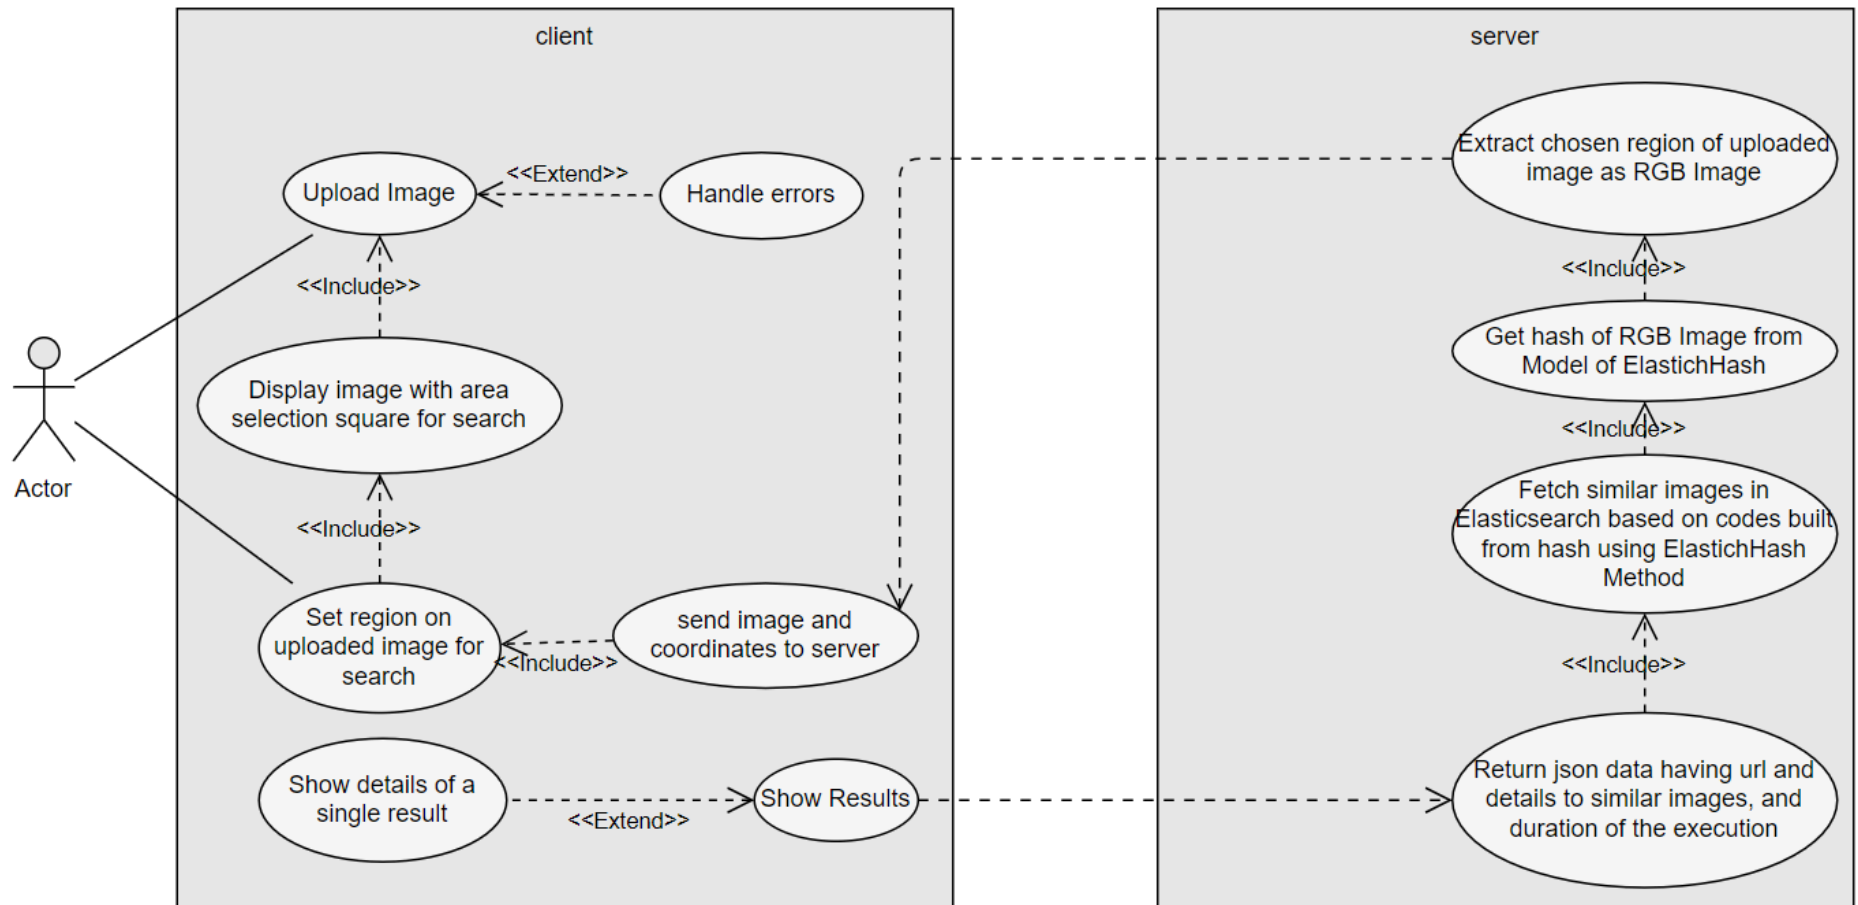 client
Upload Image
<<Extend>>
Handle errors
<<Include>>
Display image with area
selection square for search
Actor
<<Include>>
Set region on
uploaded image for
search
<<Include>>
send image and
coordinates to server
Show details of a
single result
<<Extend>>
Show Results
server
Extract chosen region of uploaded
image as RGB Image
<<Include>>
Get hash of RGB Image from
Model of ElastichHash
<<Include>>
Fetch similar images in
Elasticsearch based on codes built
from hash using ElastichHash
Method
<<Include>>
Return json data having url and
details to similar images, and
duration of the execution